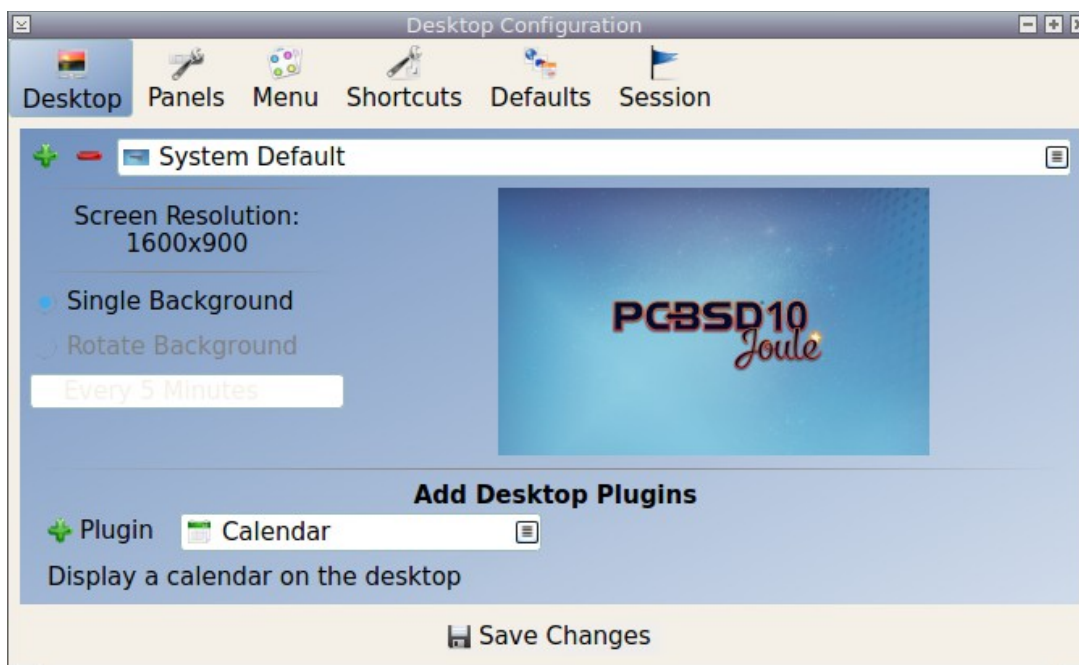 Desktop Configuration
Desktop Panels Menu Shortcuts Defaults Session
System Default
Screen Resolution:
1600x900
PCBSD10
Joule
Single Background
Rotate Background
Every 5 Minutes
Add Desktop Plugins
Plugin Calendar
Display a calendar on the desktop
Save Changes